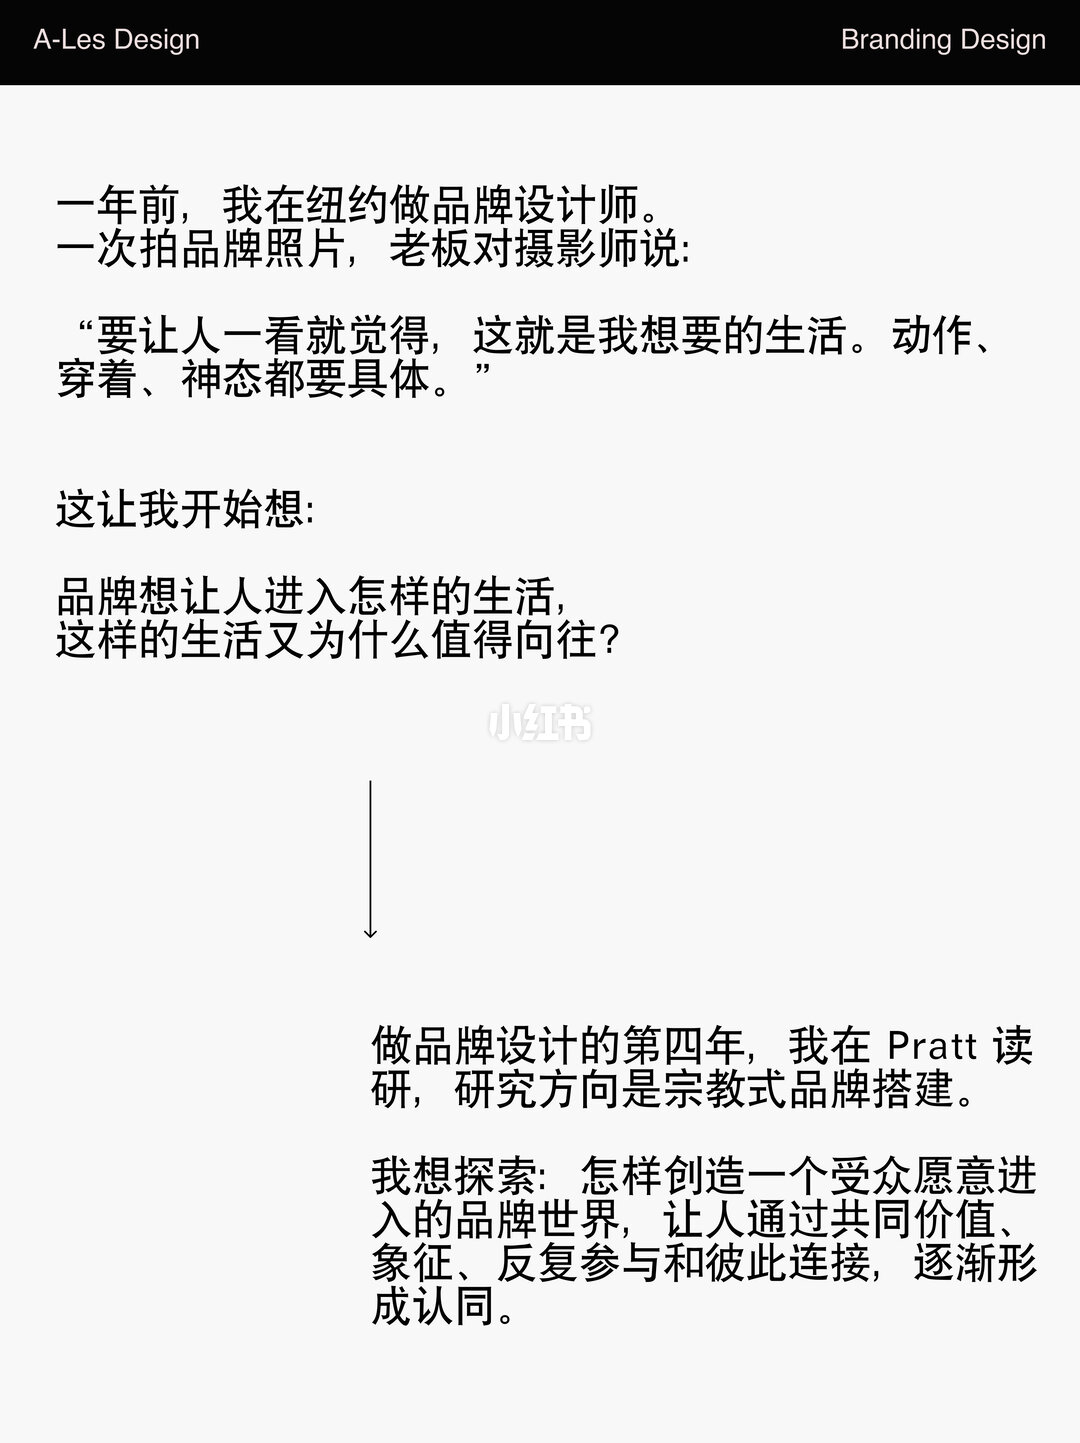 A-Les Design
Branding Design
一年前，我在纽约做品牌设计师。
一次拍品牌照片，老板对摄影师说：
“要让人一看就觉得，这就是我想要的生活。动作、
穿着、神态都要具体。”
这让我开始想：
品牌想让人进入怎样的生活，
这样的生活又为什么值得向往？
小红书
做品牌设计的第四年，我在 Pratt 读
研，研究方向是宗教式品牌搭建。
我想探索：怎样创造一个受众愿意进
入的品牌世界，让人通过共同价值、
象征、反复参与和彼此连接，逐渐形
成认同。